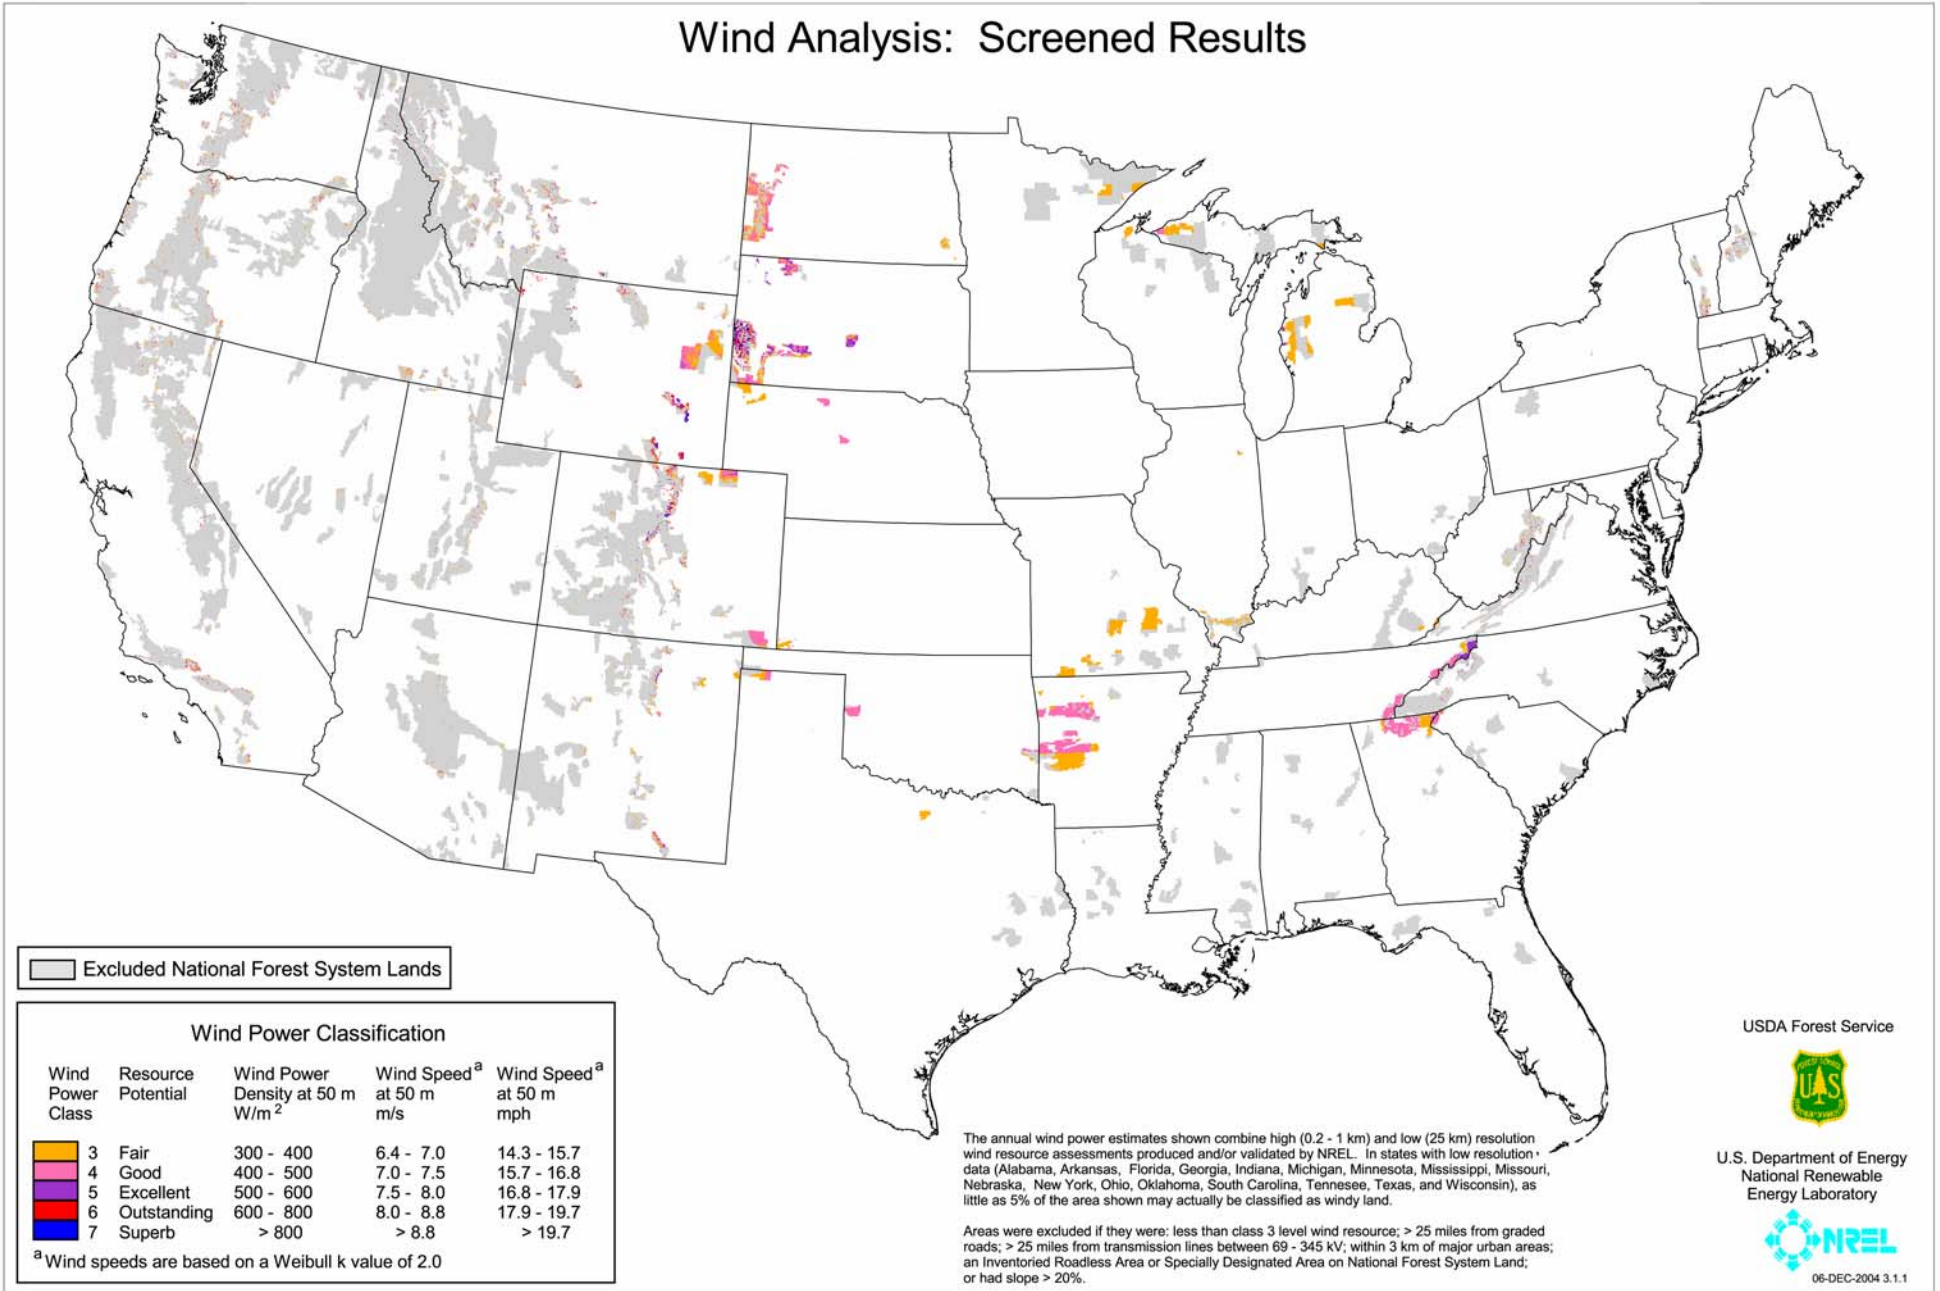 Wind Analysis: Screened Results
Excluded National Forest System Lands
Wind Power Classification
Wind Power Class Resource Potential Wind Power Density at 50 m W/m 2 Wind Speed a at 50 m m/s Wind Speed a at 50 m mph
3 Fair 300 - 400 6.4 - 7.0 14.3 - 15.7
4 Good 400 - 500 7.0 - 7.5 15.7 - 16.8
5 Excellent 500 - 600 7.5 - 8.0 16.8 - 17.9
6 Outstanding 600 - 800 8.0 - 8.8 17.9 - 19.7
7 Superb > 800 > 8.8 > 19.7
a Wind speeds are based on a Weibull k value of 2.0
The annual wind power estimates shown combine high (0.2 - 1 km) and low (25 km) resolution
wind resource assessments produced and/or validated by NREL. In states with low resolution
data (Alabama, Arkansas, Florida, Georgia, Indiana, Michigan, Minnesota, Mississippi, Missouri,
Nebraska, New York, Ohio, Oklahoma, South Carolina, Tennessee, Texas, and Wisconsin), as
little as 5% of the area shown may actually be classified as windy land.
Areas were excluded if they were: less than class 3 level wind resource; > 25 miles from graded
roads; > 25 miles from transmission lines between 69 - 345 kV; within 3 km of major urban areas;
an Inventoried Roadless Area or Specially Designated Area on National Forest System Land;
or had slope > 20%.
USDA Forest Service
FOREST SERVICE
U S
DEPARTMENT OF AGRICULTURE
U.S. Department of Energy
National Renewable
Energy Laboratory
NREL
06-DEC-2004 3.1.1